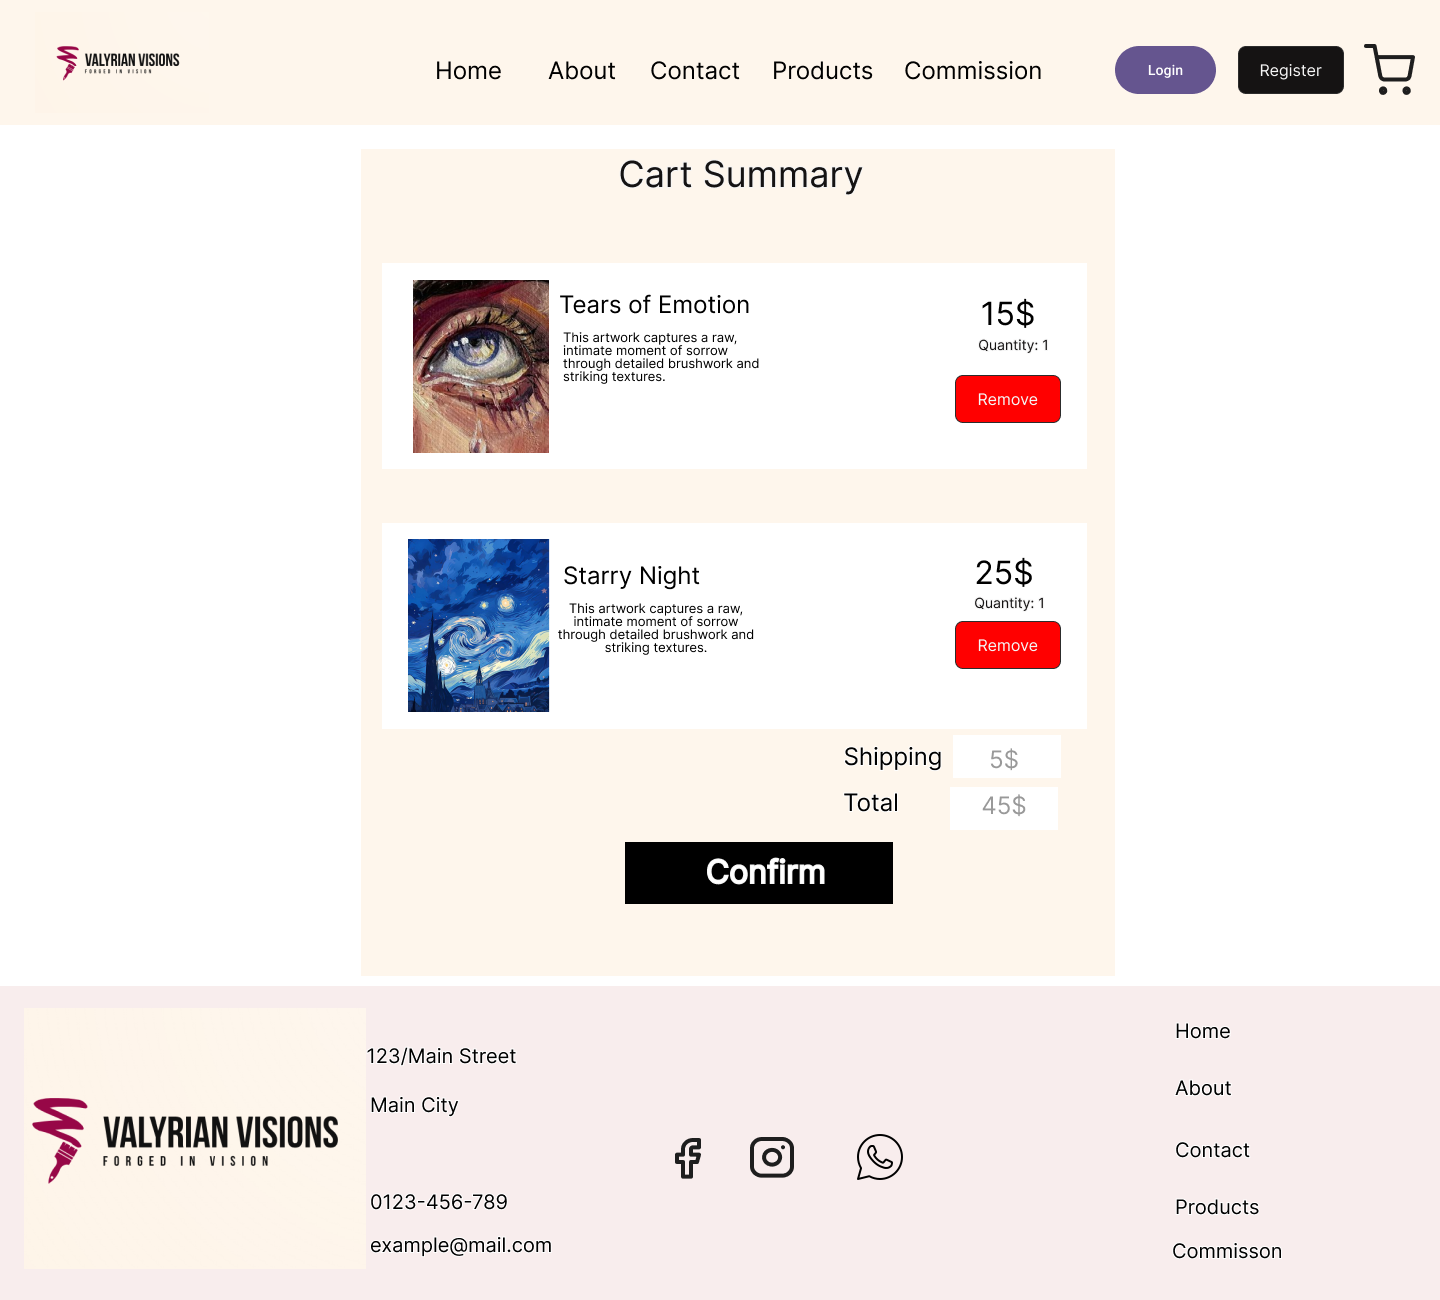 VALYRIAN VISIONS
FORGED IN VISION
Home About Contact Products Commission
Login
Register
Cart Summary
Tears of Emotion
This artwork captures a raw,
intimate moment of sorrow
through detailed brushwork and
striking textures.
15$
Quantity: 1
Remove
Starry Night
This artwork captures a raw,
intimate moment of sorrow
through detailed brushwork and
striking textures.
25$
Quantity: 1
Remove
Shipping 5$
Total 45$
Confirm
VALYRIAN VISIONS
FORGED IN VISION
123/Main Street
Main City
0123-456-789
example@mail.com
Home
About
Contact
Products
Commisson